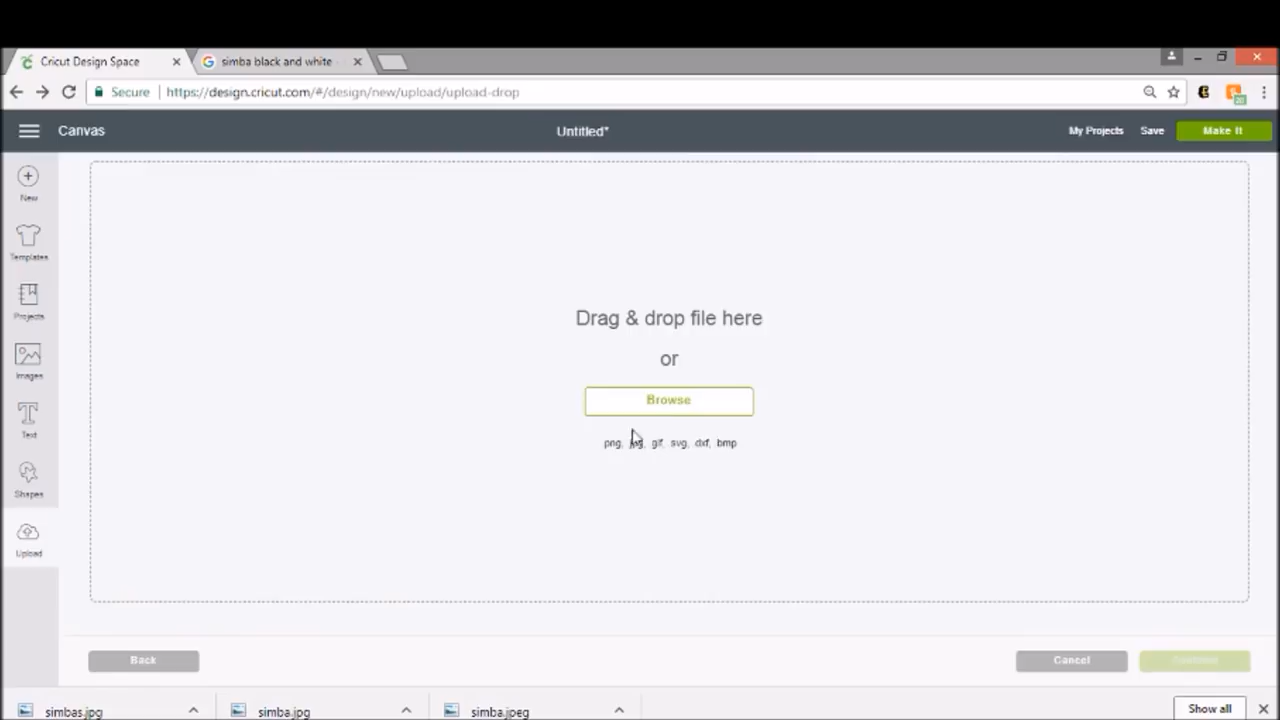 Cricut Design Space
simba black and white
Secure
https://design.cricut.com/#/design/new/upload/upload-drop
Canvas
Untitled*
My Projects
Save
Make It
New
Templates
Projects
Images
Text
Shapes
Upload
Drag & drop file here
or
Browse
png, jpg, gif, svg, dxf, bmp
Back
Cancel
Continue
simbas.jpg
simba.jpg
simba.jpeg
Show all